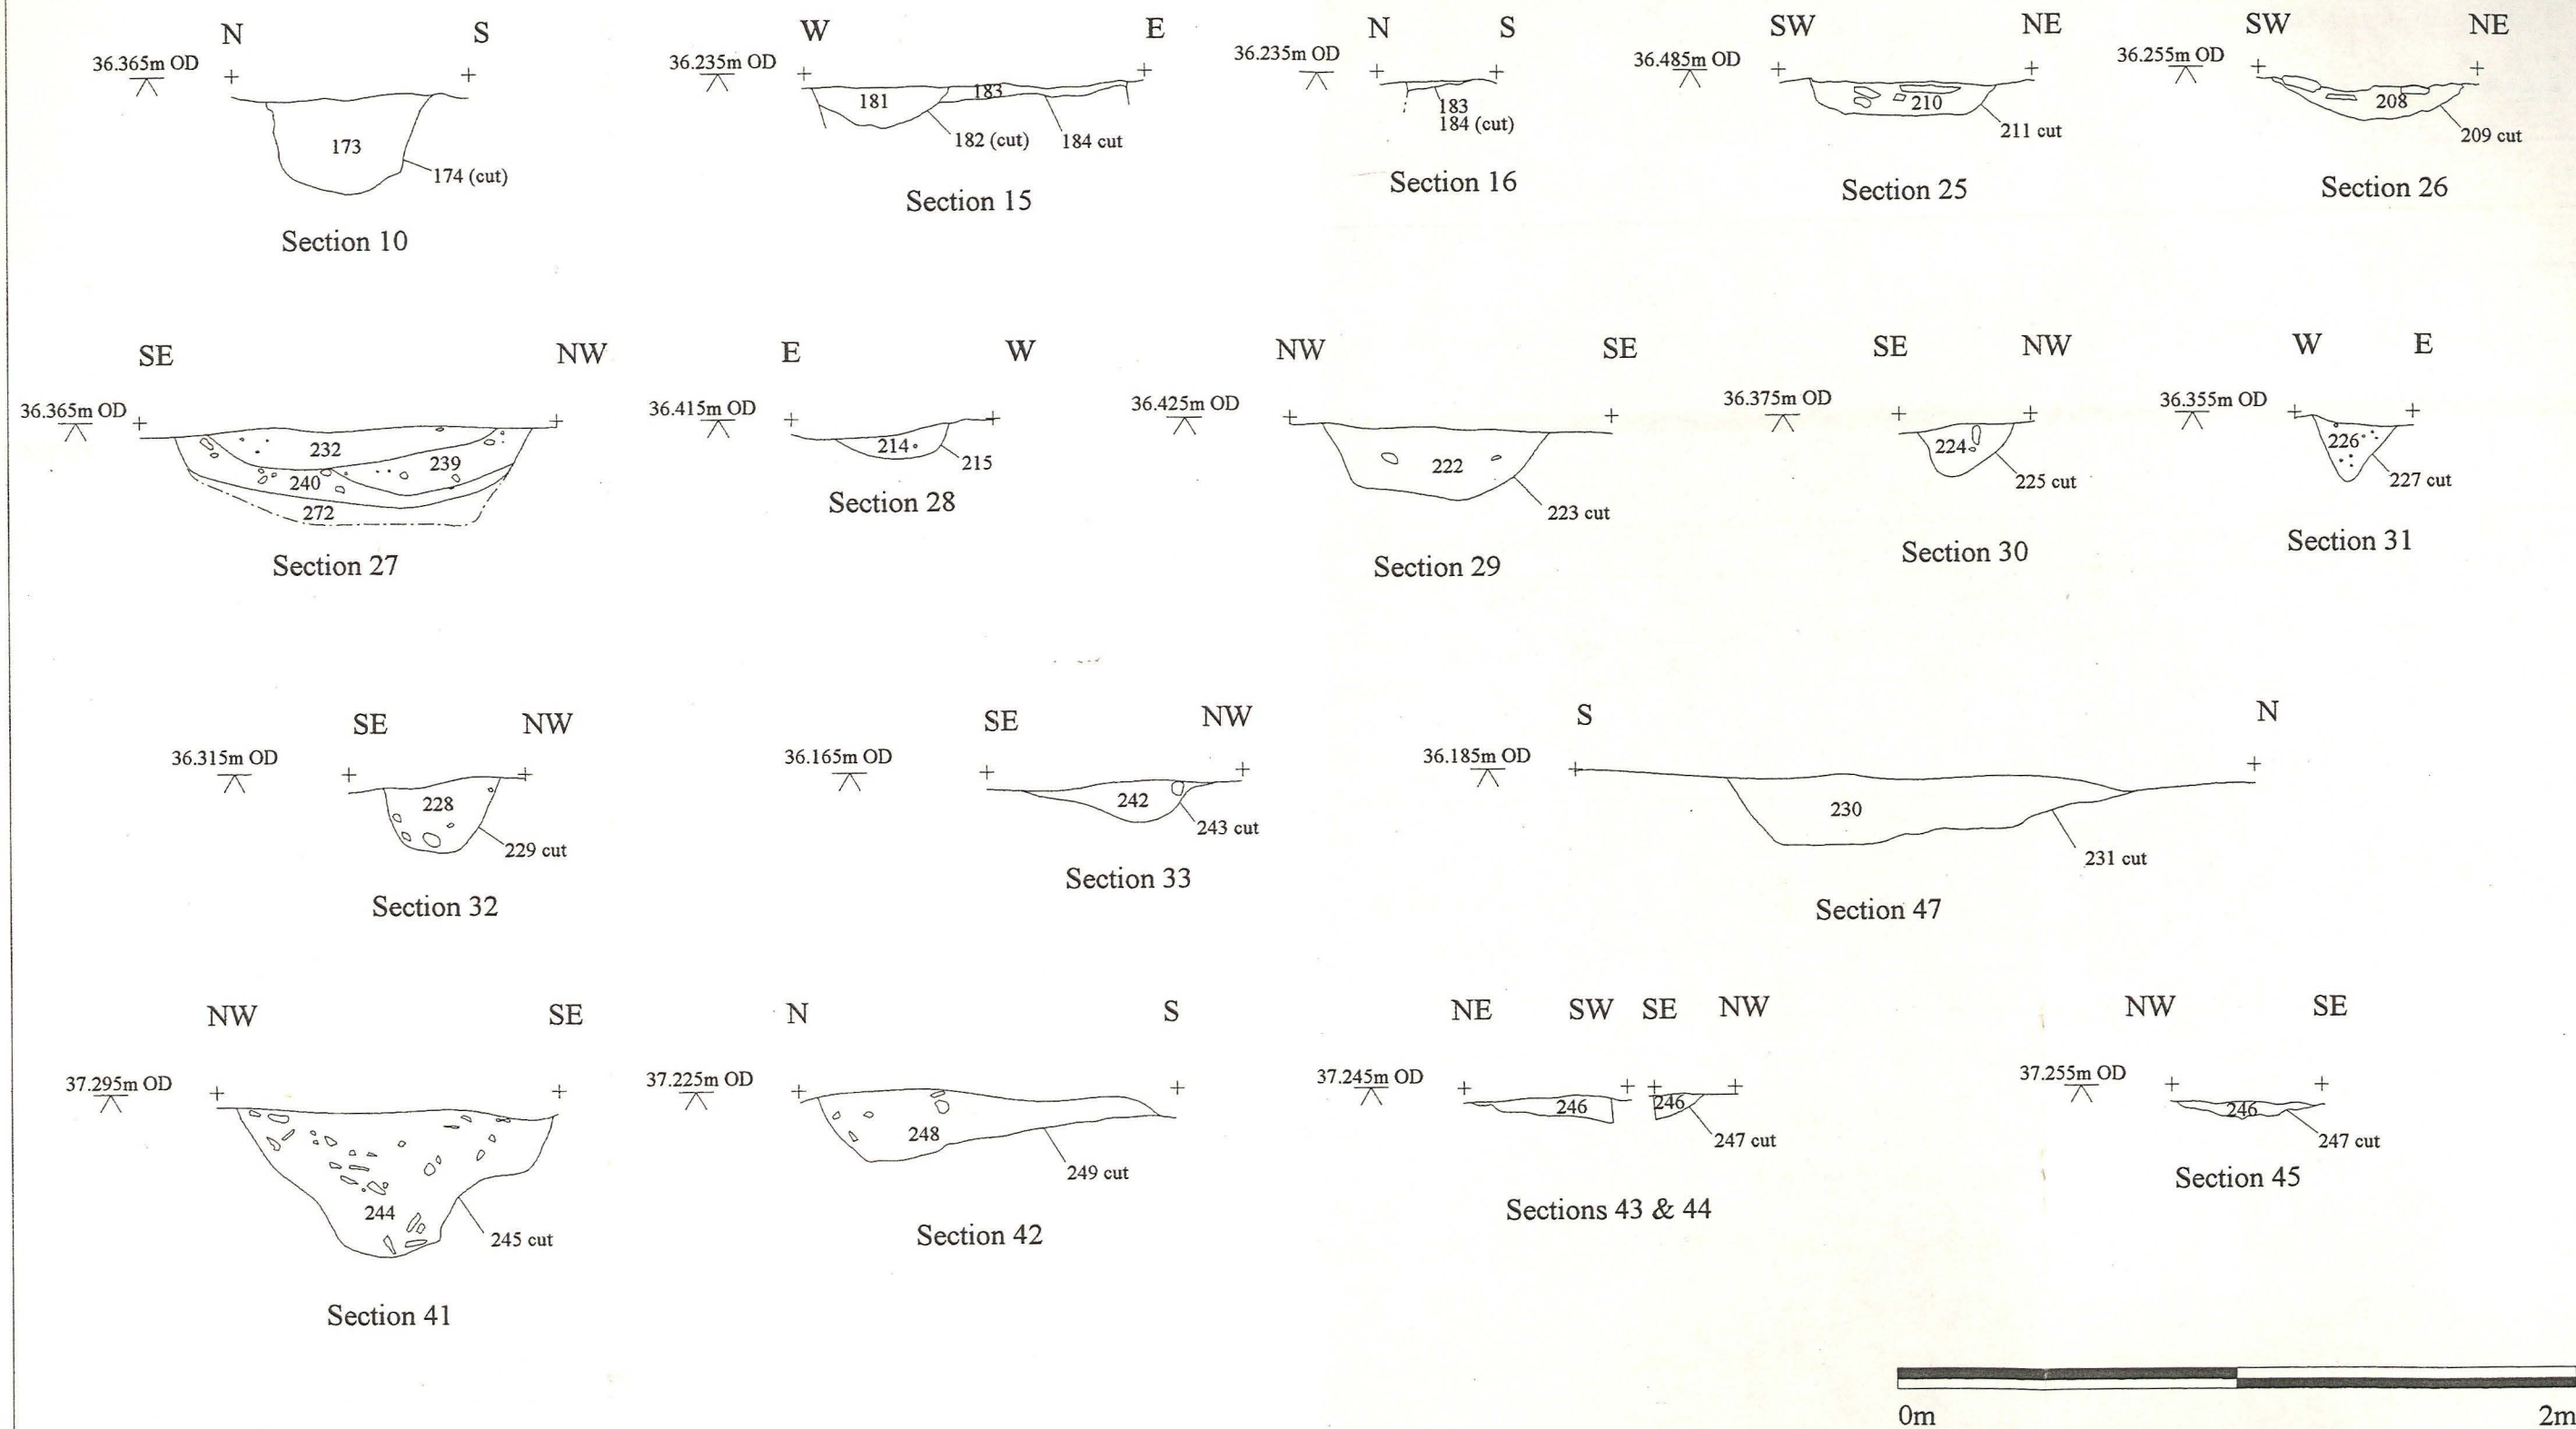 N S
36.365m OD
173
174 (cut)
Section 10
W E
36.235m OD
181
183
182 (cut)
184 cut
Section 15
N S
36.235m OD
183
184 (cut)
Section 16
SW NE
36.485m OD
210
211 cut
Section 25
SW NE
36.255m OD
208
209 cut
Section 26
SE NW
36.365m OD
232
239
240
272
Section 27
E W
36.415m OD
214
215
Section 28
NW SE
36.425m OD
222
223 cut
Section 29
SE NW
36.375m OD
224
225 cut
Section 30
W E
36.355m OD
226
227 cut
Section 31
SE NW
36.315m OD
228
229 cut
Section 32
SE NW
36.165m OD
242
243 cut
Section 33
S N
36.185m OD
230
231 cut
Section 47
NW SE
37.295m OD
244
245 cut
Section 41
N S
37.225m OD
248
249 cut
Section 42
NE SW SE NW
37.245m OD
246 246
247 cut
Sections 43 & 44
NW SE
37.255m OD
246
247 cut
Section 45
0m 2m